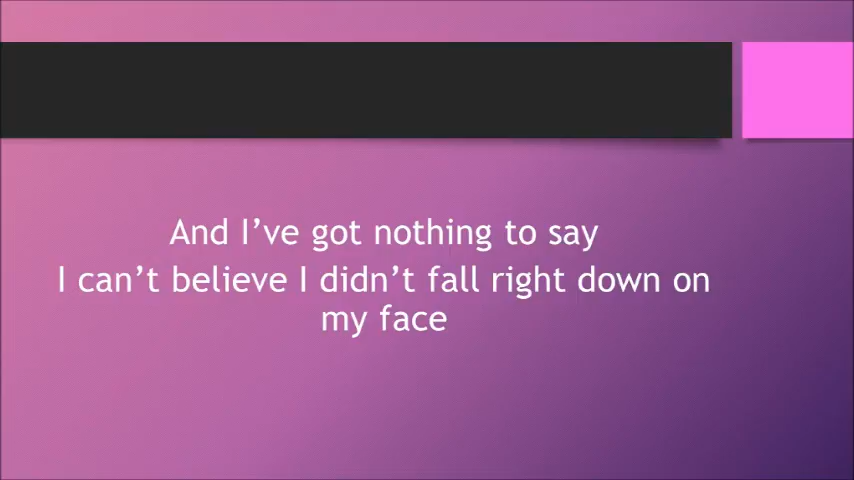 And I’ve got nothing to say
I can’t believe I didn’t fall right down on
my face